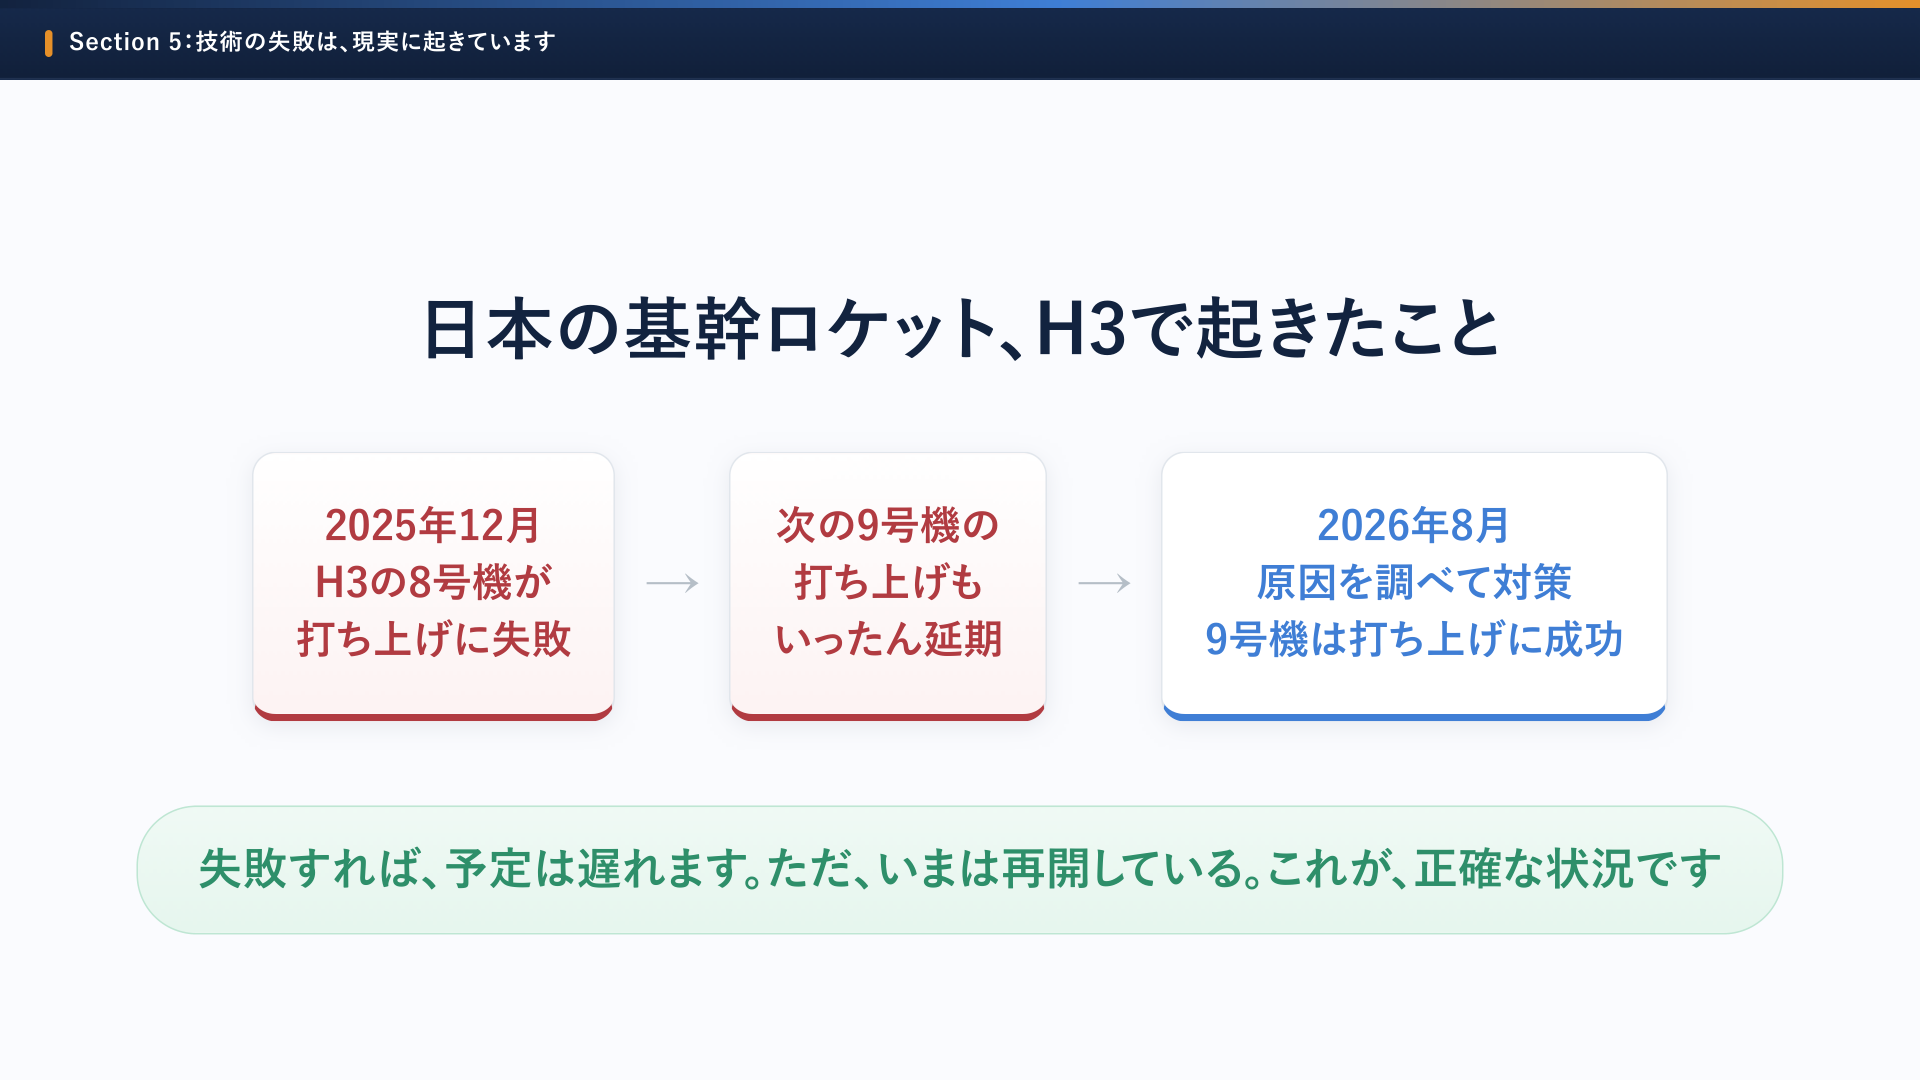 Section 5：技術の失敗は、現実に起きています
日本の基幹ロケット、H3で起きたこと
2025年12月
H3の8号機が
打ち上げに失敗
→
次の9号機の
打ち上げも
いったん延期
→
2026年8月
原因を調べて対策
9号機は打ち上げに成功
失敗すれば、予定は遅れます。ただ、いまは再開している。これが、正確な状況です